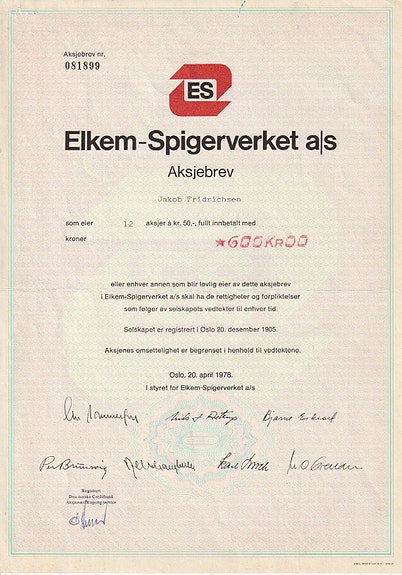 Aksjebrev nr.
081899
ES
Elkem-Spigerverket a|s
Aksjebrev
Jakob Fridrichsen
som eier 12 aksjer á kr. 50,-, fullt innbetalt med
kroner *600KR00
eller enhver annen som blir lovlig eier av dette aksjebrev
i Elkem-Spigerverket a/s skal ha de rettigheter og forpliktelser
som følger av selskapets vedtekter til enhver tid.
Selskapet er registrert i Oslo 20. desember 1905.
Aksjenes omsettelighet er begrenset i henhold til vedtektene.
Oslo, 20. april 1978.
I styret for Elkem-Spigerverket a/s
Registrert
Den norske Creditbank